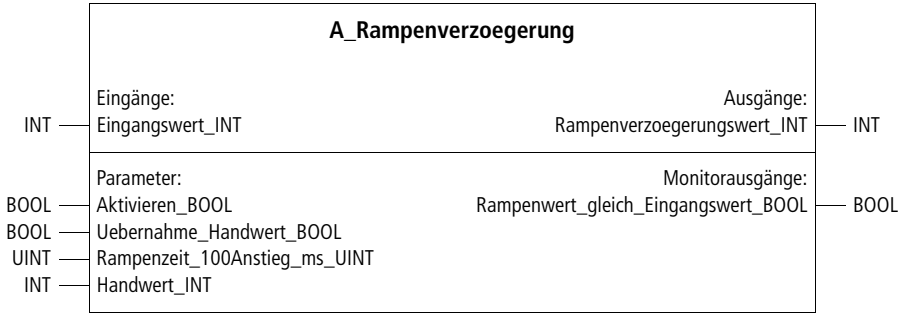 A_Rampenverzoegerung
Eingänge: Ausgänge:
INT Eingangswert_INT Rampenverzoegerungswert_INT INT
Parameter: Monitorausgänge:
BOOL Aktivieren_BOOL Rampenwert_gleich_Eingangswert_BOOL BOOL
BOOL Uebernahme_Handwert_BOOL
UINT Rampenzeit_100Anstieg_ms_UINT
INT Handwert_INT